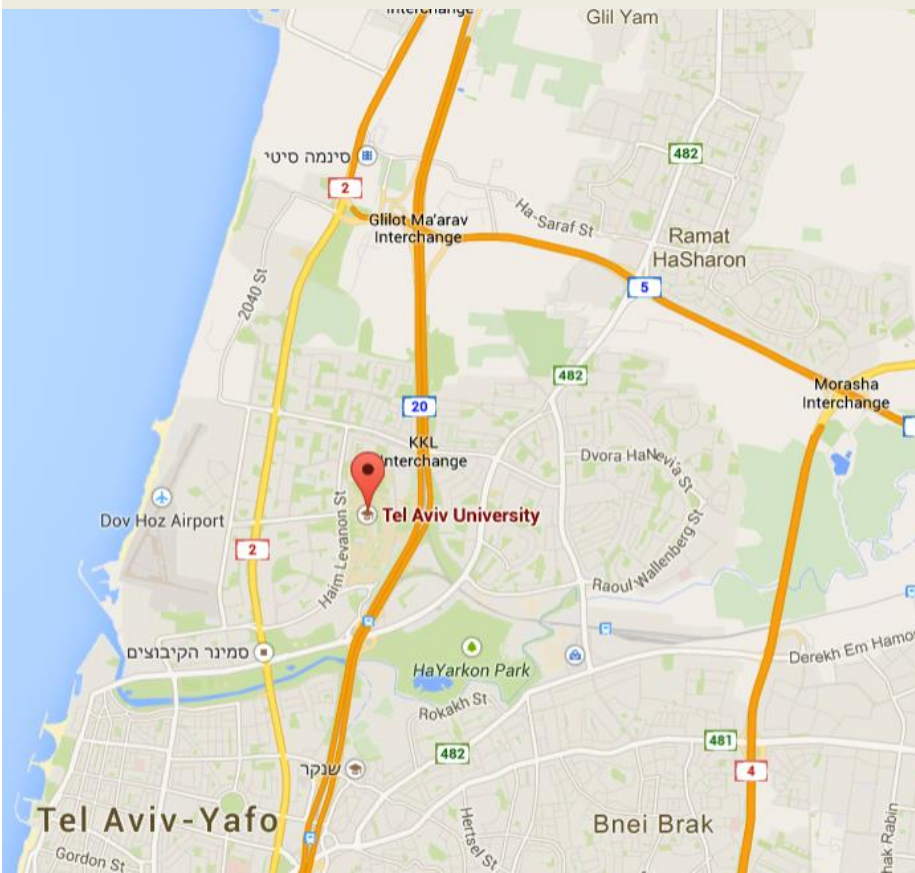 Interchange
Glil Yam
482
סינמה סיטי
2
Ha-Saraf St
Glilot Ma'arav
Interchange
Ramat
HaSharon
2040 St
5
482
Morasha
Interchange
20
KKL
Interchange
Dvora HaNevi'a St
Dov Hoz Airport
Tel Aviv University
Haim Levanon St
2
Raoul Wallenberg St
סמינר הקיבוצים
HaYarkon Park
Derekh Em Hamo
Rokakh St
482
481
שנקר
4
Tel Aviv-Yafo
Bnei Brak
Hertsel St
Gordon St
hak Rabin